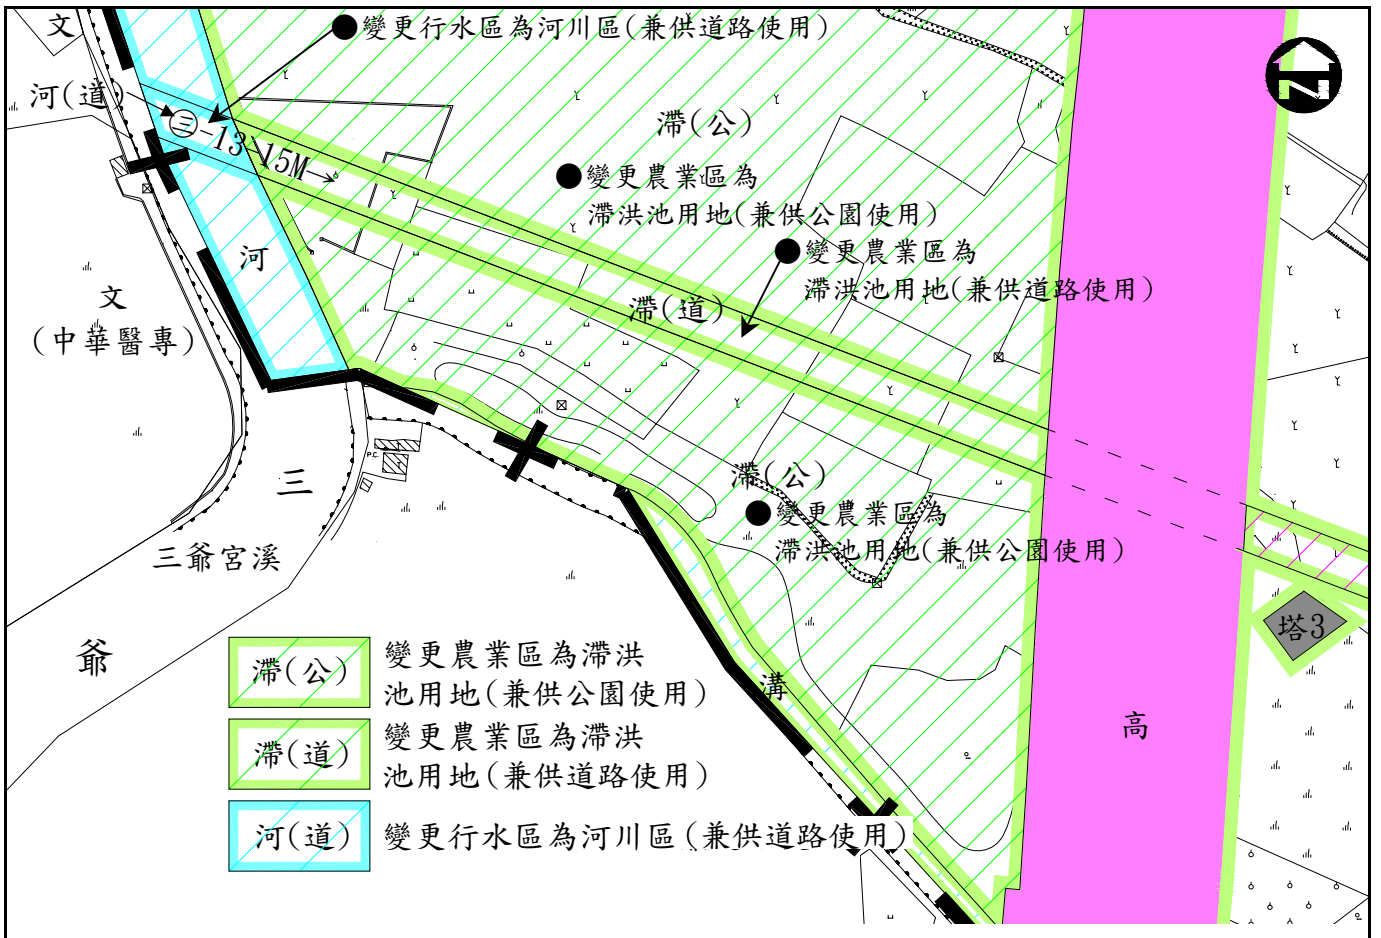 文
變更行水區為河川區(兼供道路使用)
N
河(道)
㊂-13-15M→
滯(公)
變更農業區為
滯洪池用地(兼供公園使用)
變更農業區為
滯洪池用地(兼供道路使用)
河
文
(中華醫專)
滯(道)
P.C.
滯(公)
變更農業區為
滯洪池用地(兼供公園使用)
三
三爺宮溪
爺
塔3
溝
高
滯(公)
變更農業區為滯洪
池用地(兼供公園使用)
滯(道)
變更農業區為滯洪
池用地(兼供道路使用)
河(道)
變更行水區為河川區(兼供道路使用)